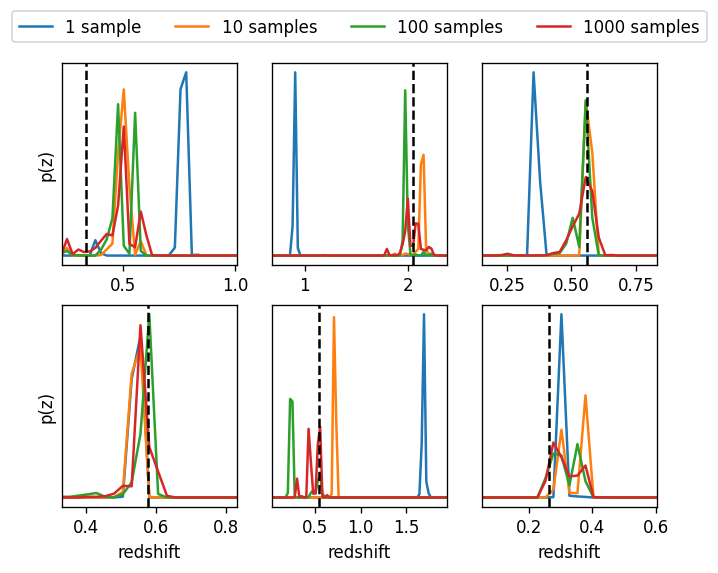 1 sample 10 samples 100 samples 1000 samples
p(z)
0.5 1.0
1 2
0.25 0.50 0.75
p(z)
0.4 0.6 0.8
0.5 1.0 1.5
0.2 0.4 0.6
redshift redshift redshift